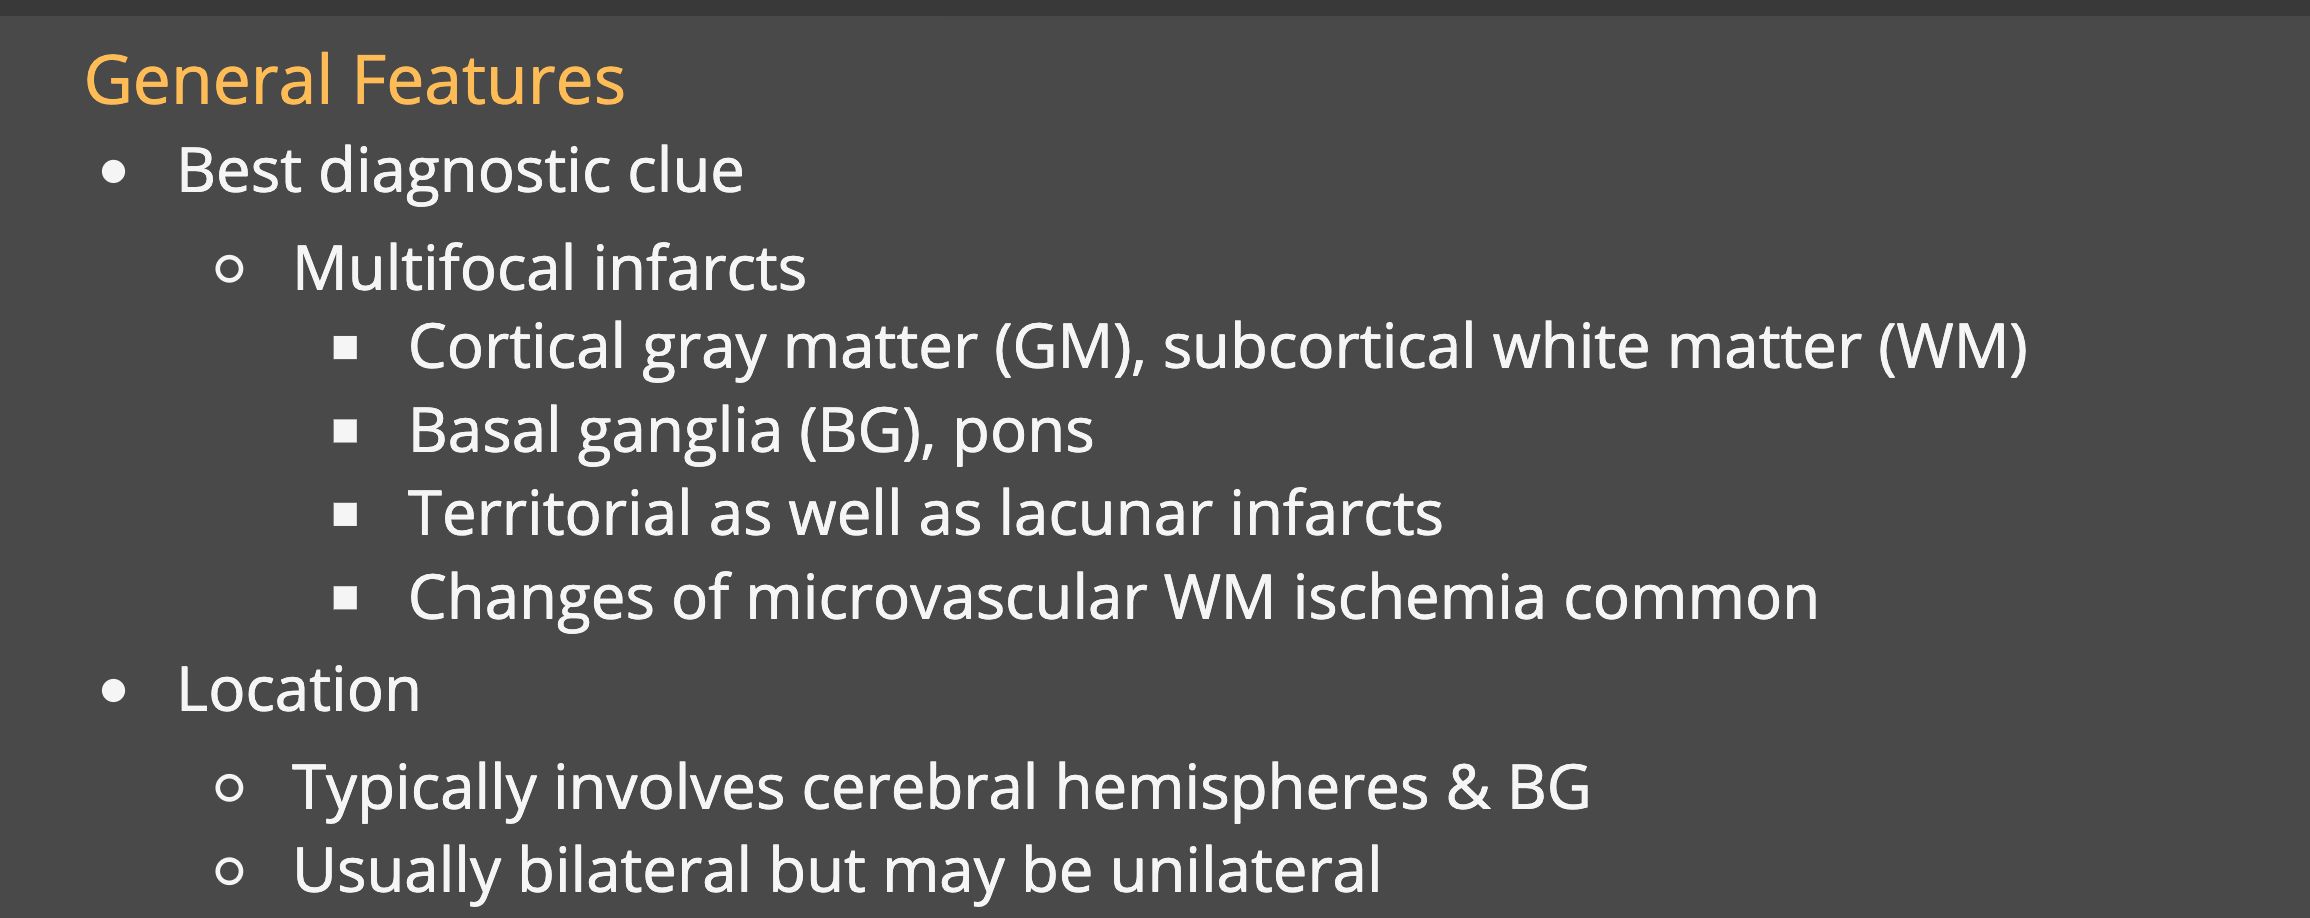 General Features
● Best diagnostic clue
○ Multifocal infarcts
■ Cortical gray matter (GM), subcortical white matter (WM)
■ Basal ganglia (BG), pons
■ Territorial as well as lacunar infarcts
■ Changes of microvascular WM ischemia common
● Location
○ Typically involves cerebral hemispheres & BG
○ Usually bilateral but may be unilateral